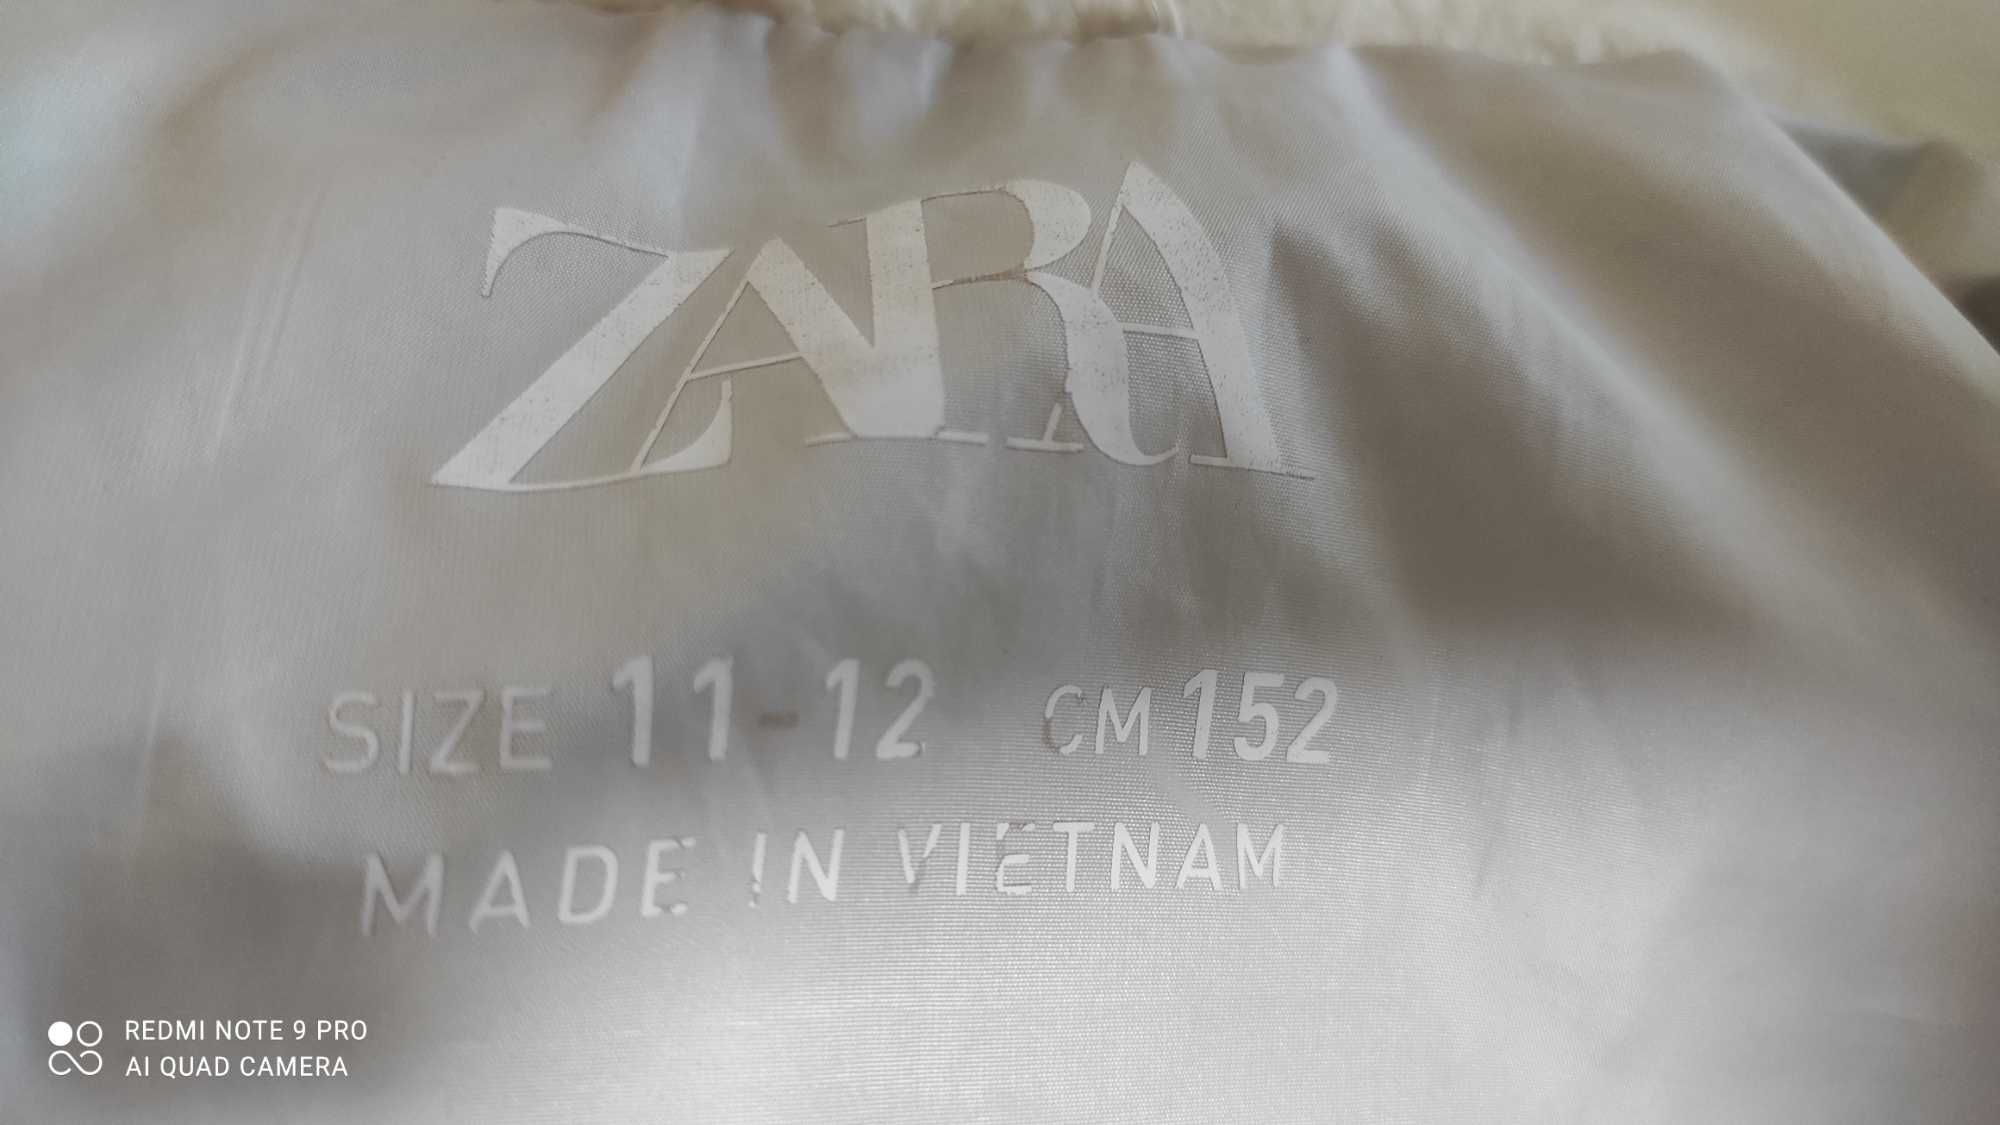 ZARA
SIZE 11-12 CM 152
MADE IN VIETNAM
REDMI NOTE 9 PRO
AI QUAD CAMERA